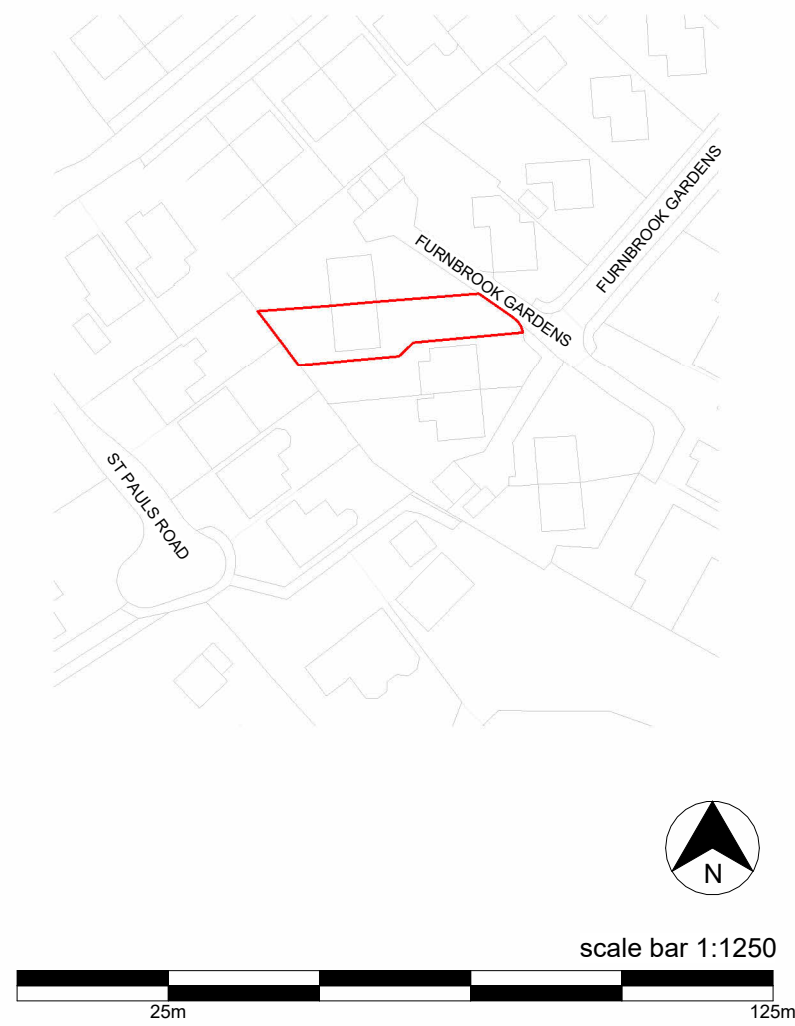 FURNBROOK GARDENS
FURNBROOK GARDENS
ST PAULS ROAD
N
scale bar 1:1250
25m
125m